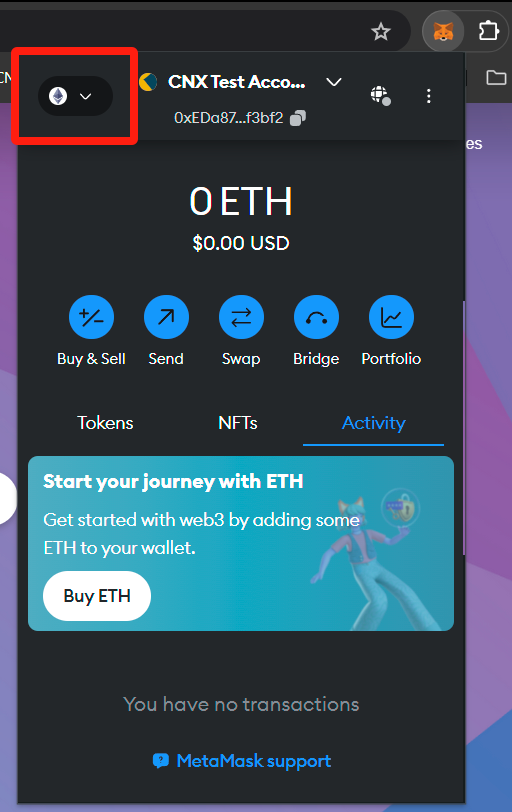 CNX Test Acco...
0xEDa87...f3bf2
es
0 ETH
$0.00 USD
Buy & Sell
Send
Swap
Bridge
Portfolio
Tokens
NFTs
Activity
Start your journey with ETH
Get started with web3 by adding some
ETH to your wallet.
Buy ETH
You have no transactions
MetaMask support